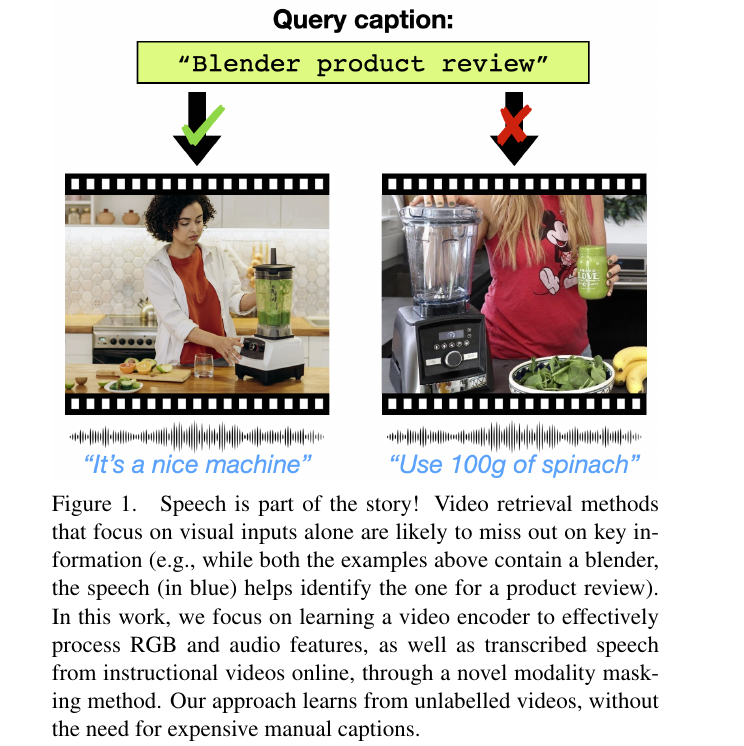 Query caption:
“Blender product review”
“It’s a nice machine”
“Use 100g of spinach”
Figure 1. Speech is part of the story! Video retrieval methods
that focus on visual inputs alone are likely to miss out on key in-
formation (e.g., while both the examples above contain a blender,
the speech (in blue) helps identify the one for a product review).
In this work, we focus on learning a video encoder to effectively
process RGB and audio features, as well as transcribed speech
from instructional videos online, through a novel modality mask-
ing method. Our approach learns from unlabelled videos, without
the need for expensive manual captions.